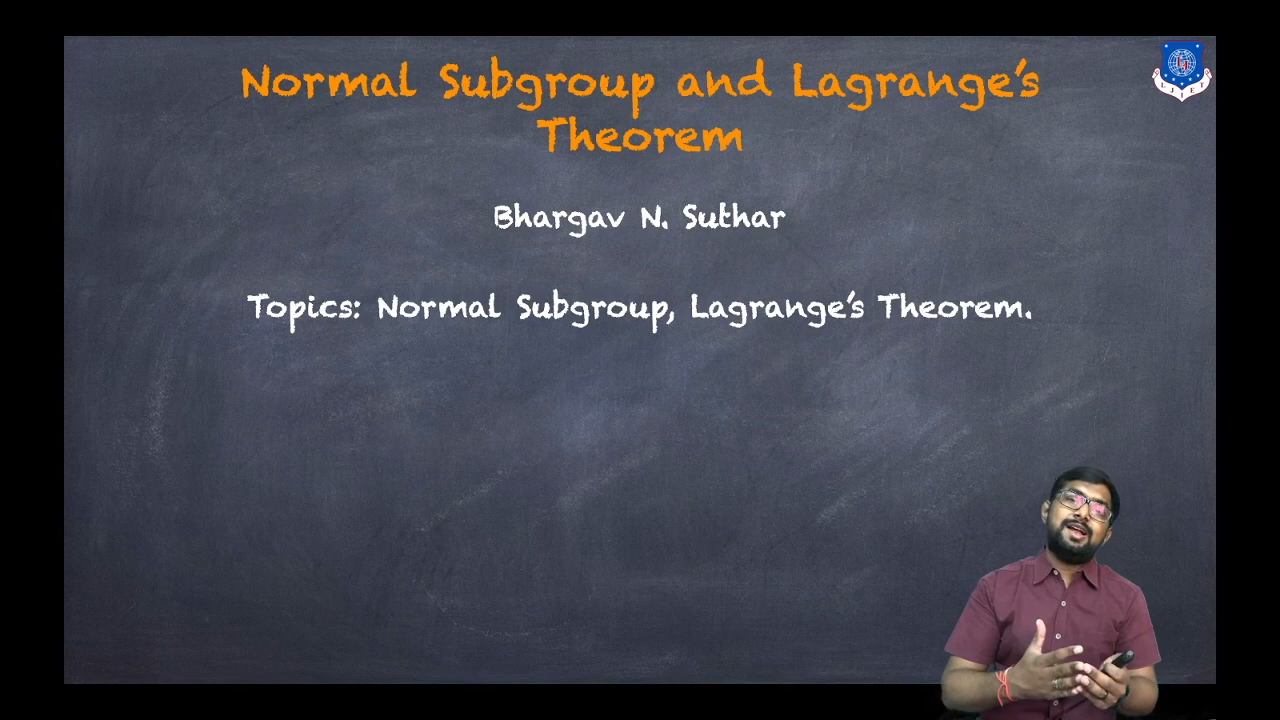 Normal Subgroup and Lagrange's
Theorem
Bhargav N. Suthar
Topics: Normal Subgroup, Lagrange's Theorem.